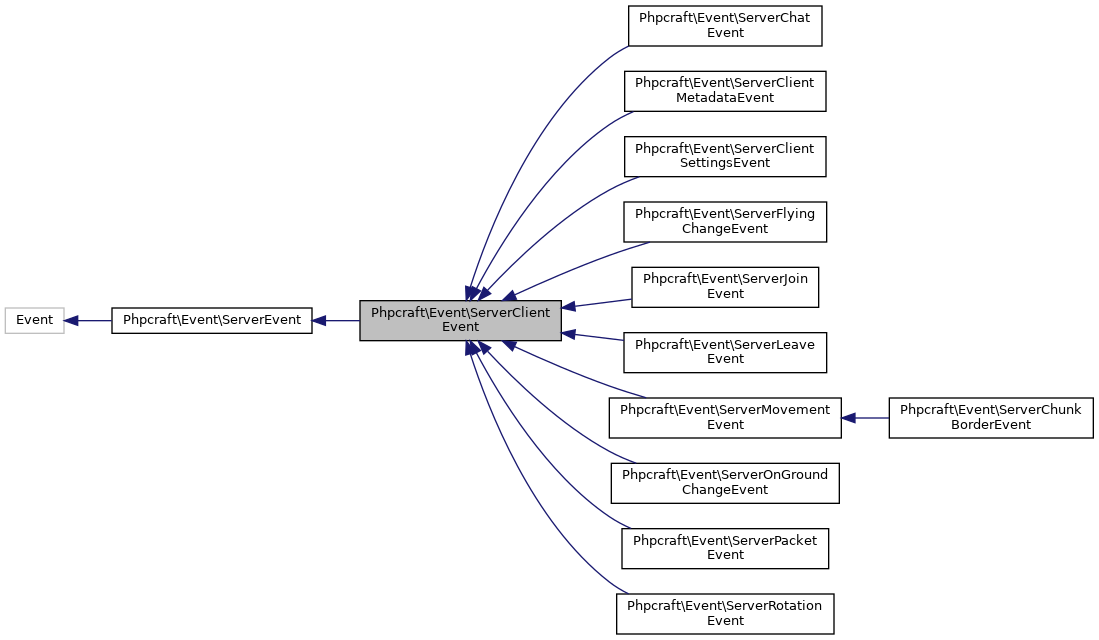 Phpcraft\Event\ServerChat
Event
Phpcraft\Event\ServerClient
MetadataEvent
Phpcraft\Event\ServerClient
SettingsEvent
Phpcraft\Event\ServerFlying
ChangeEvent
Phpcraft\Event\ServerJoin
Event
Event
Phpcraft\Event\ServerEvent
Phpcraft\Event\ServerClient
Event
Phpcraft\Event\ServerLeave
Event
Phpcraft\Event\ServerMovement
Event
Phpcraft\Event\ServerChunk
BorderEvent
Phpcraft\Event\ServerOnGround
ChangeEvent
Phpcraft\Event\ServerPacket
Event
Phpcraft\Event\ServerRotation
Event